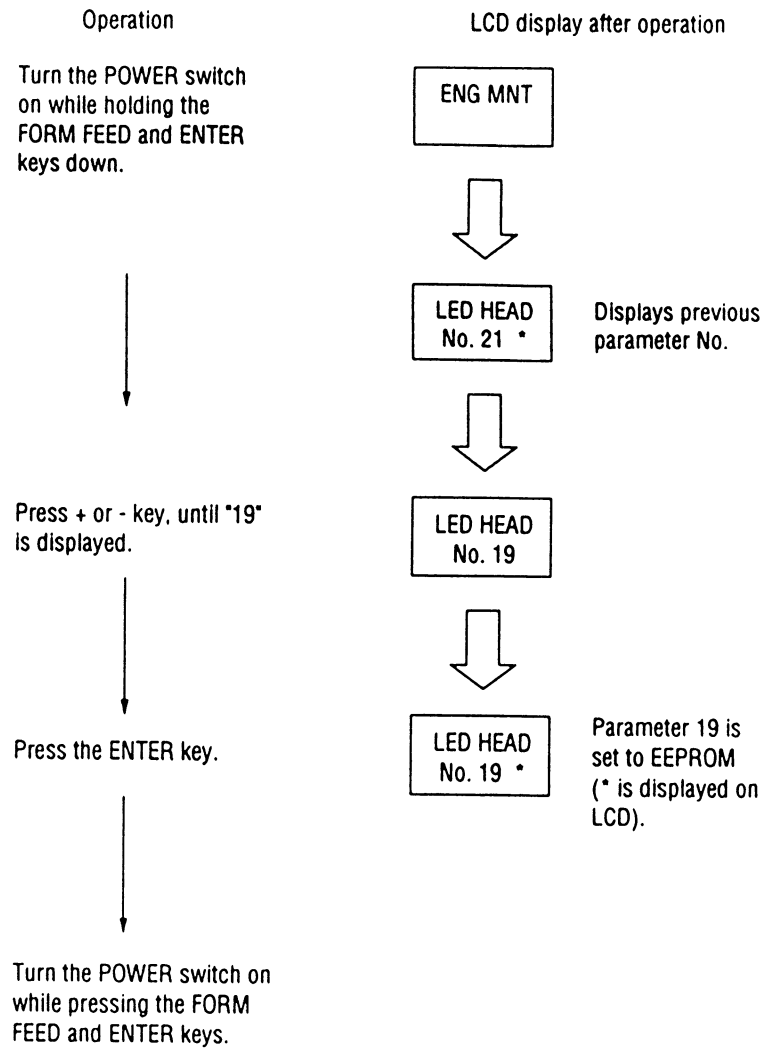 Operation
LCD display after operation
Turn the POWER switch
on while holding the
FORM FEED and ENTER
keys down.
ENG MNT
LED HEAD
No. 21 *
Displays previous
parameter No.
Press + or - key, until "19"
is displayed.
LED HEAD
No. 19
Press the ENTER key.
LED HEAD
No. 19 *
Parameter 19 is
set to EEPROM
(* is displayed on
LCD).
Turn the POWER switch on
while pressing the FORM
FEED and ENTER keys.